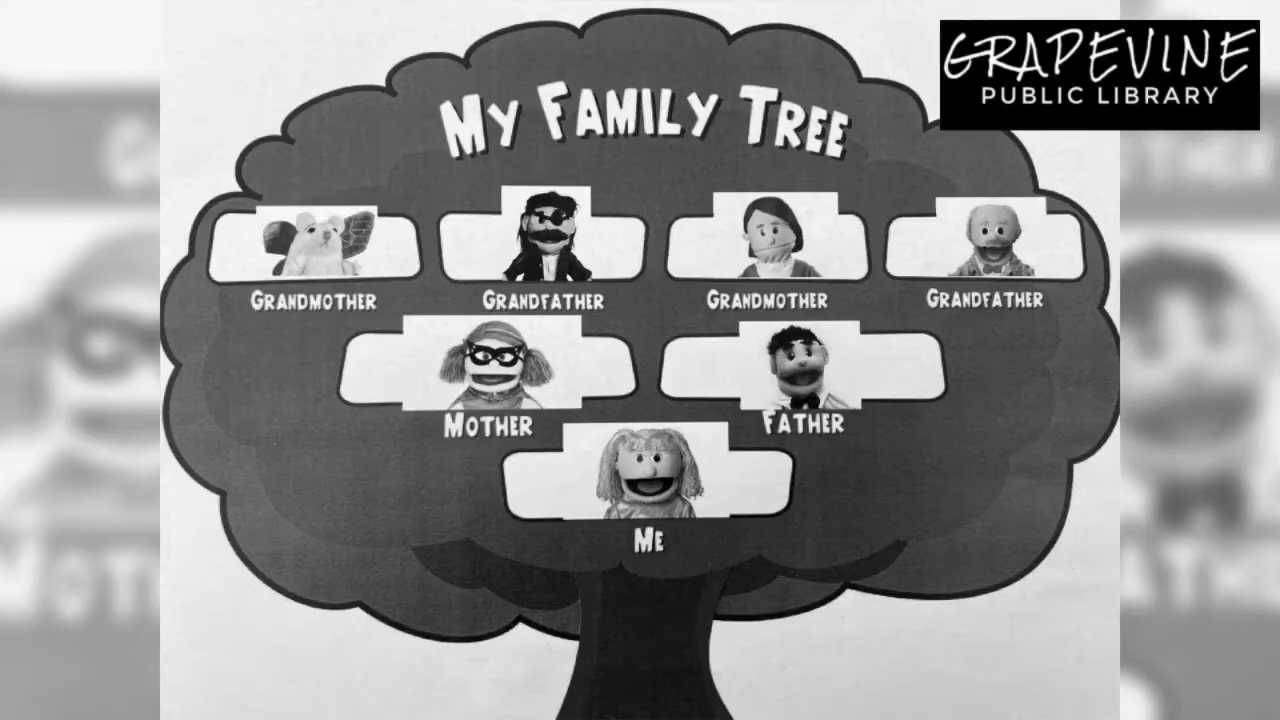 GRAPEVINE
PUBLIC LIBRARY
MY FAMILY TREE
GRANDMOTHER
GRANDFATHER
GRANDMOTHER
GRANDFATHER
MOTHER
FATHER
ME